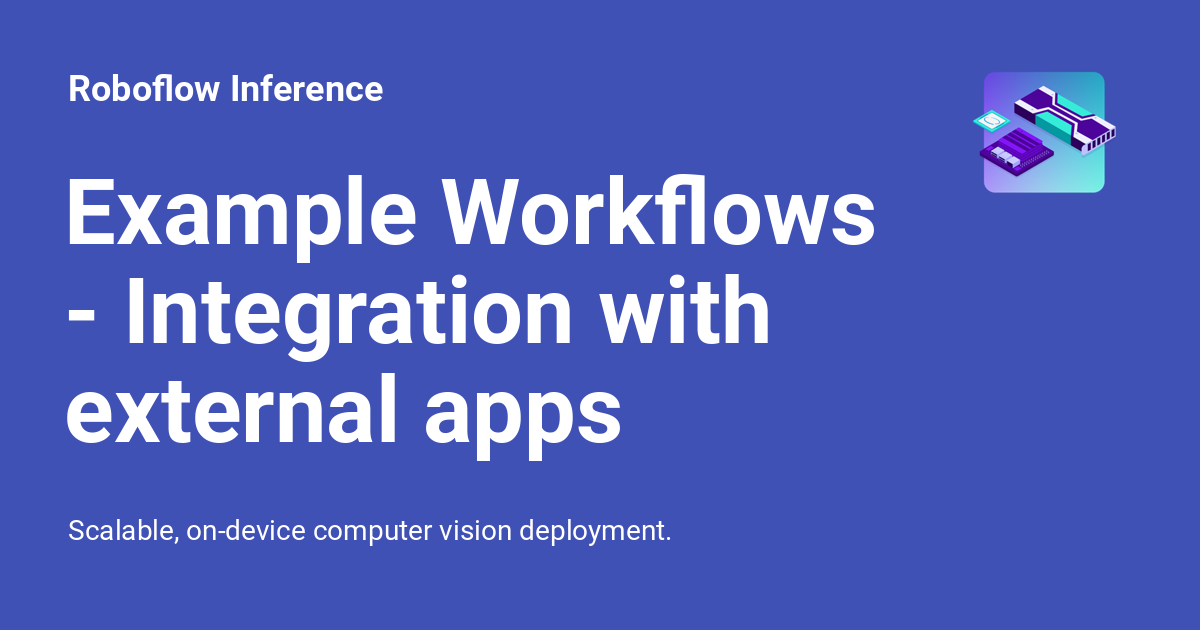 Roboflow Inference
Example Workflows
- Integration with
external apps
Scalable, on-device computer vision deployment.